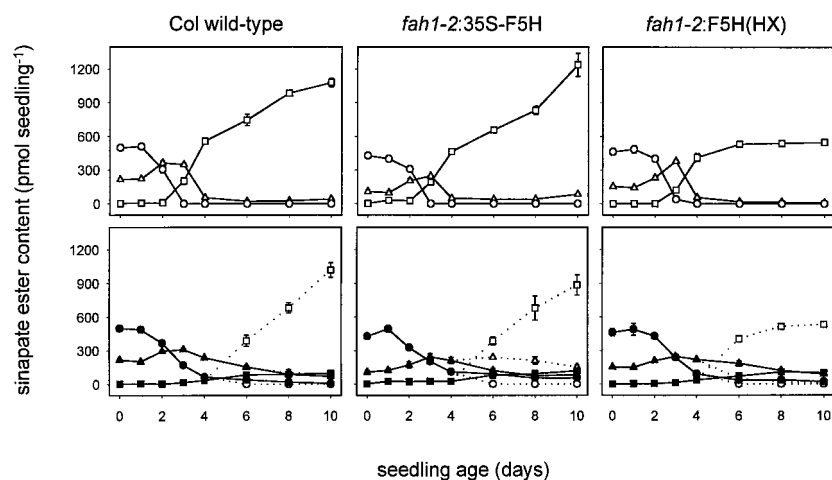 Col wild-type
fah1-2:35S-F5H
fah1-2:F5H(HX)
sinapate ester content (pmol seedling-1)
1200
900
600
300
0
1200
900
600
300
0
0 2 4 6 8 10
0 2 4 6 8 10
0 2 4 6 8 10
seedling age (days)